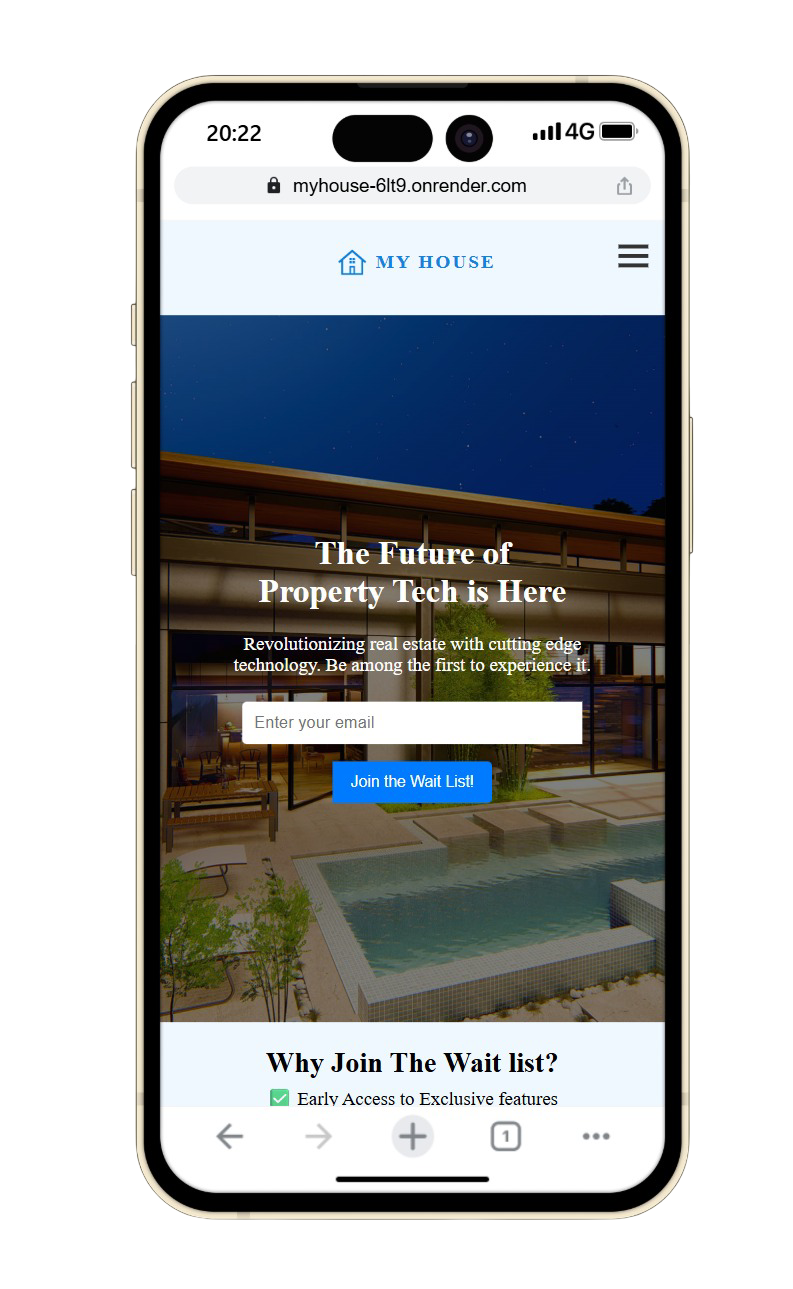 20:22
4G
myhouse-6lt9.onrender.com
MY HOUSE
The Future of
Property Tech is Here
Revolutionizing real estate with cutting edge
technology. Be among the first to experience it.
Enter your email
Join the Wait List!
Why Join The Wait list?
✅ Early Access to Exclusive features
1